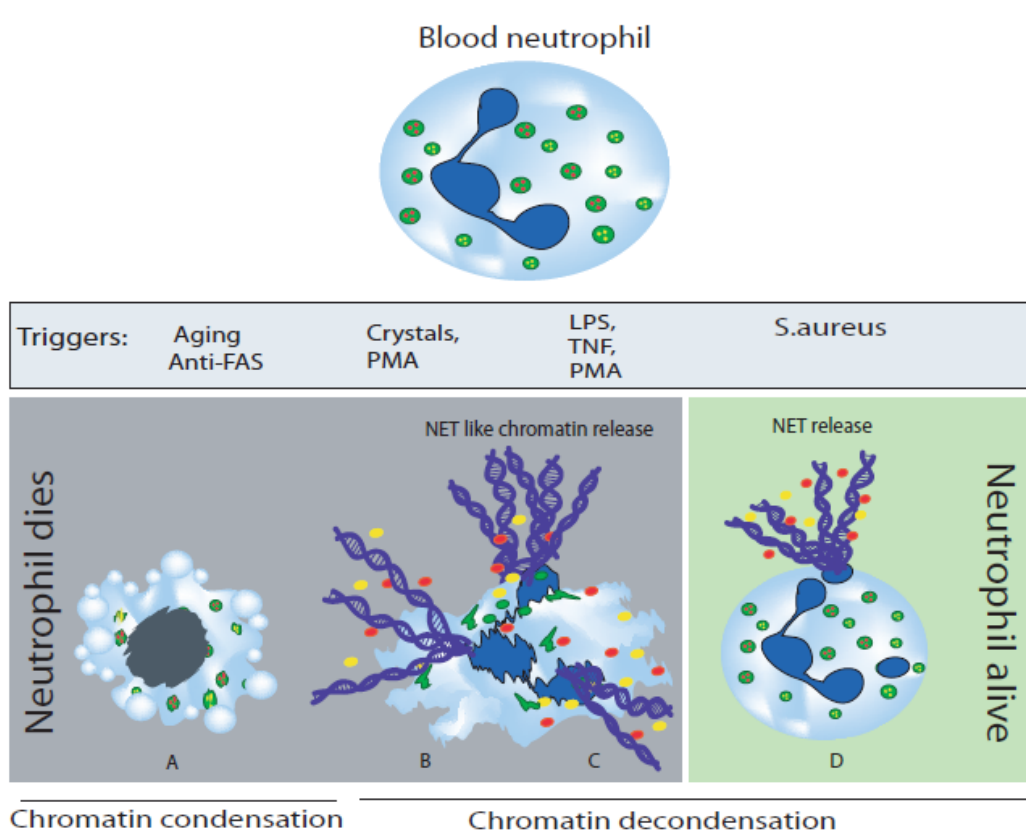 Blood neutrophil
Triggers:
Aging
Anti-FAS
Crystals,
PMA
LPS,
TNF,
PMA
S.aureus
Neutrophil dies
NET like chromatin release
NET release
Neutrophil alive
A
B
C
D
Chromatin condensation
Chromatin decondensation